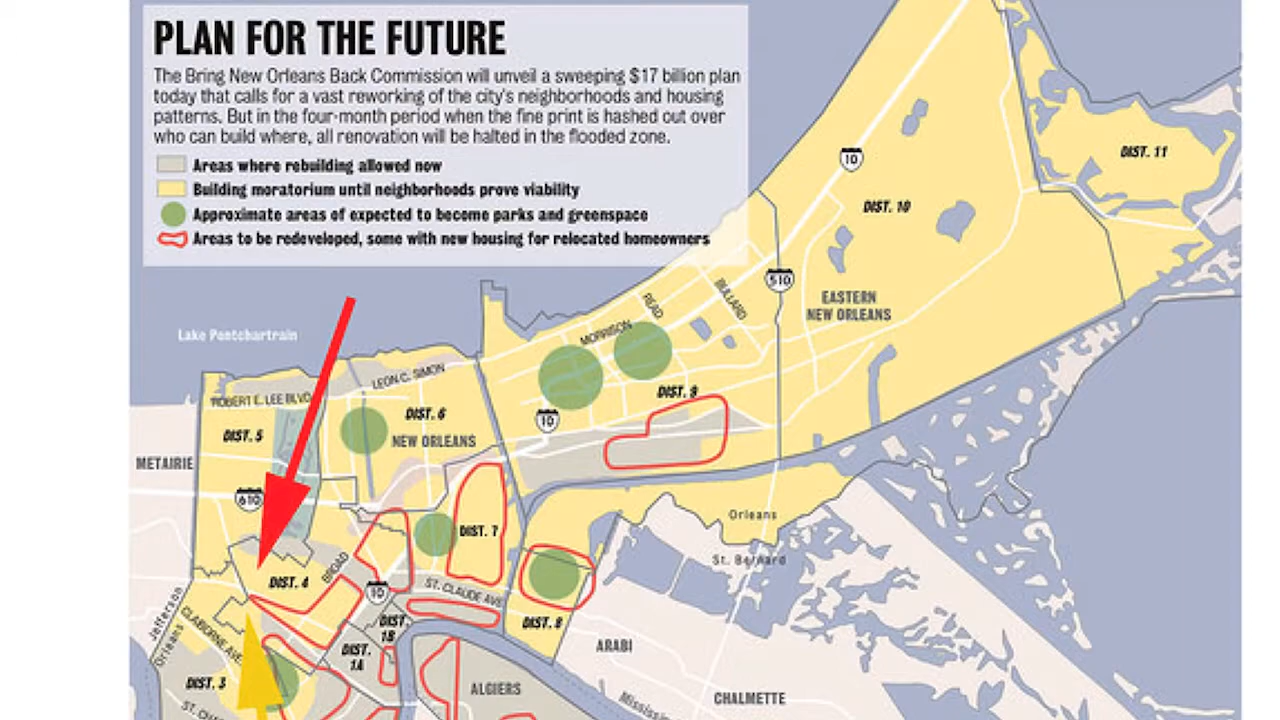 PLAN FOR THE FUTURE
The Bring New Orleans Back Commission will unveil a sweeping $17 billion plan
today that calls for a vast reworking of the city's neighborhoods and housing
patterns. But in the four-month period when the fine print is hashed out over
who can build where, all renovation will be halted in the flooded zone.
Areas where rebuilding allowed now
Building moratorium until neighborhoods prove viability
Approximate areas of expected to become parks and greenspace
Areas to be redeveloped, some with new housing for relocated homeowners
10
DIST. 11
DIST. 10
510
EASTERN
NEW ORLEANS
READ
BULLARD
MORRISON
Lake Pontchartrain
LEON C. SIMON
ROBERT E. LEE BLVD.
DIST. 9
DIST. 6
10
DIST. 5
NEW ORLEANS
METAIRIE
610
Orleans
DIST. 7
St. Bernard
BROAD
DIST. 4
10
ST. CLAUDE AVE.
Jefferson
Orleans
CLAIBORNE AVE.
DIST.
1B
DIST. 8
ARABI
DIST.
1A
DIST. 3
ALGIERS
CHALMETTE